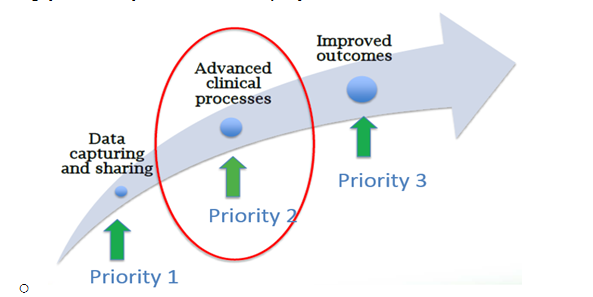 Improved
outcomes
Advanced
clinical
processes
Data
capturing
and sharing
Priority 3
Priority 2
Priority 1